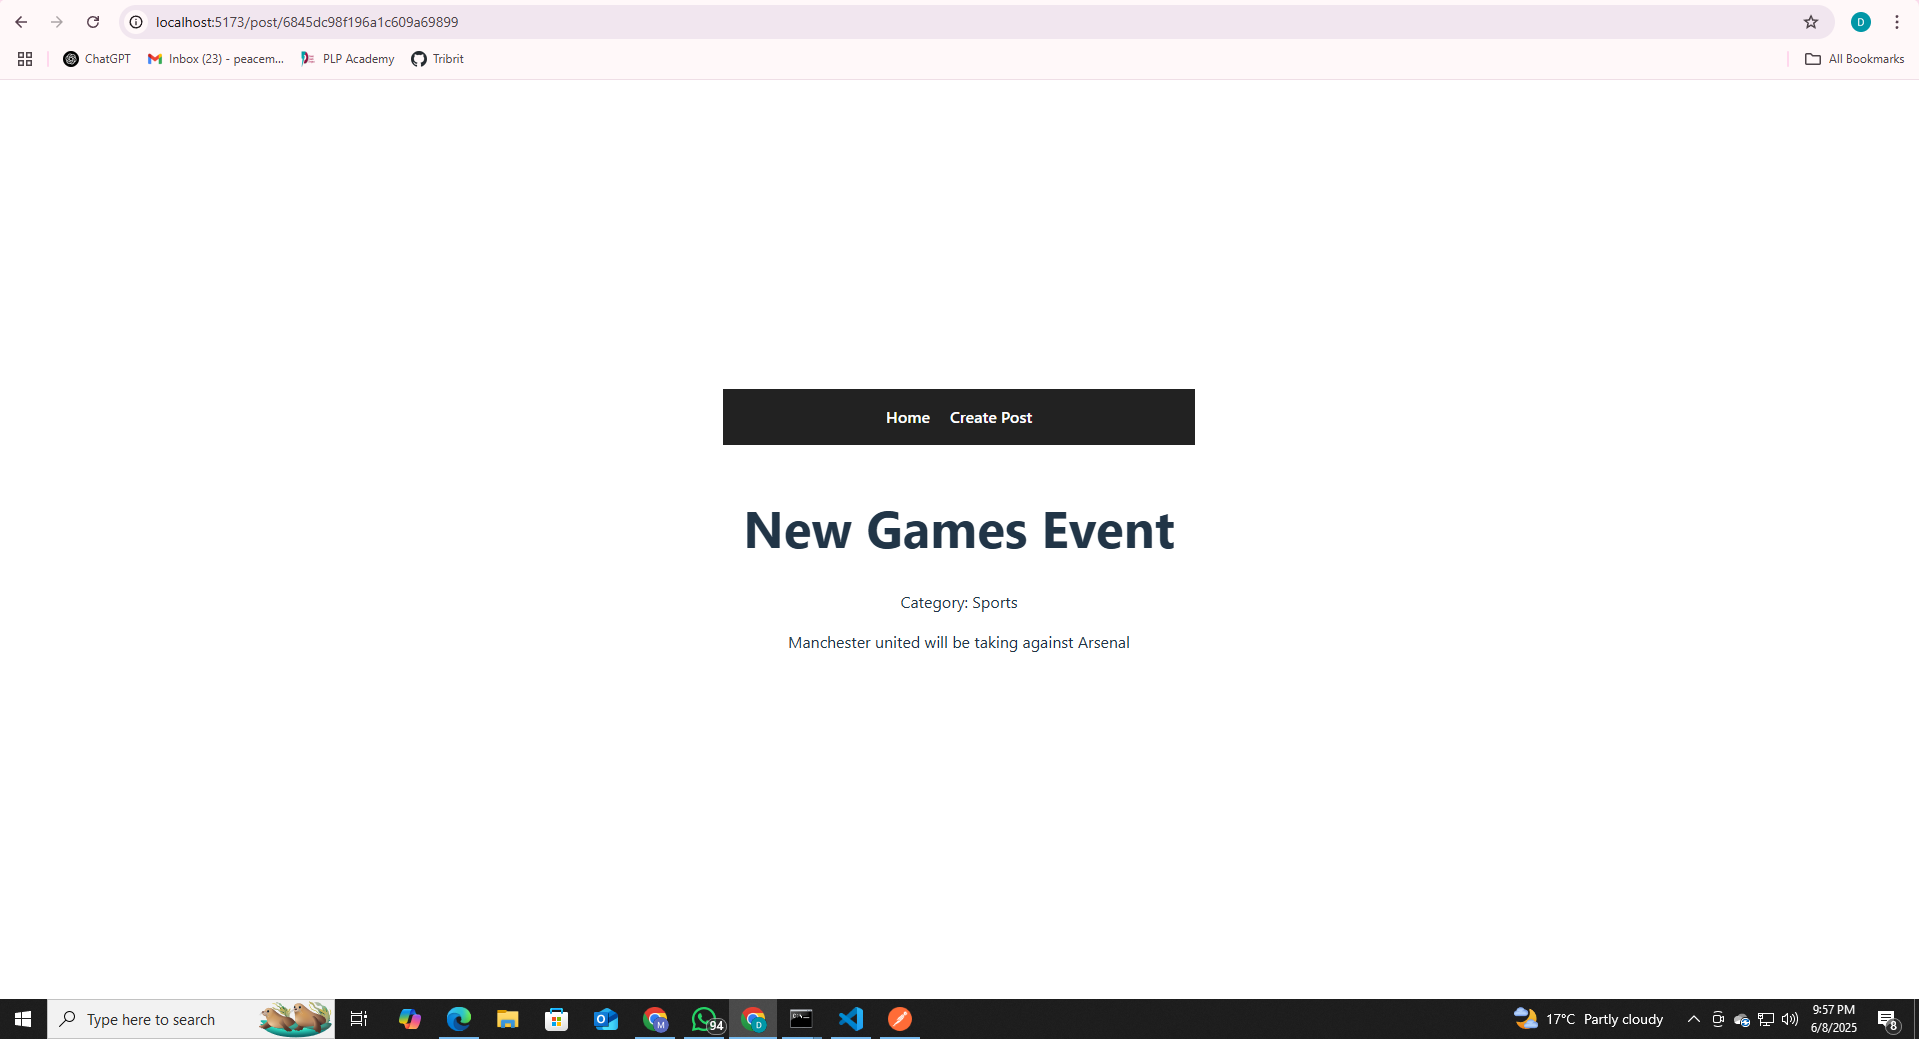 localhost:5173/post/6845dc98f196a1c609a69899
D
ChatGPT
Inbox (23) - peacem...
PLP Academy
Tribrit
All Bookmarks
Home Create Post
New Games Event
Category: Sports
Manchester united will be taking against Arsenal
Type here to search
M
94
D
17°C Partly cloudy
9:57 PM
6/8/2025
8